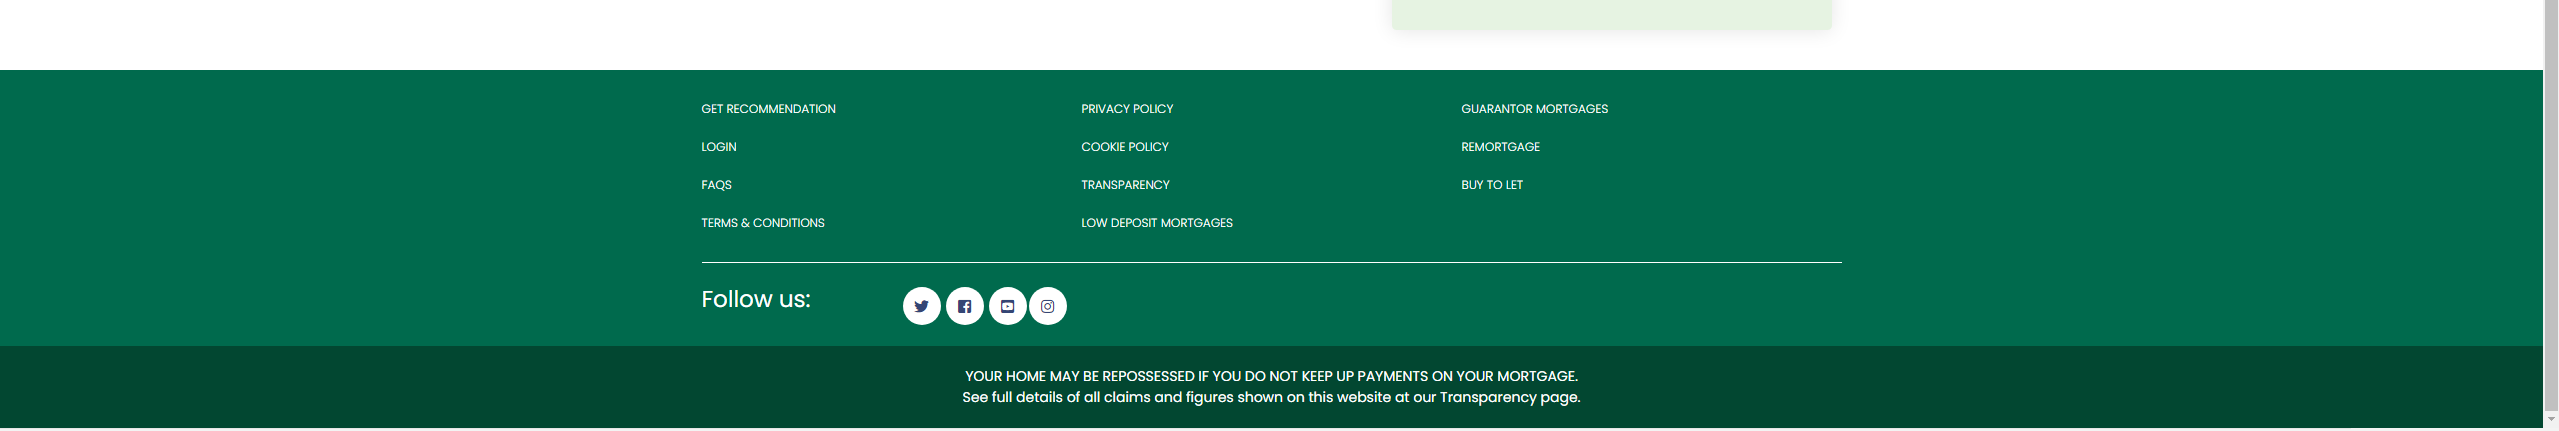 GET RECOMMENDATION
LOGIN
FAQS
TERMS & CONDITIONS
PRIVACY POLICY
COOKIE POLICY
TRANSPARENCY
LOW DEPOSIT MORTGAGES
GUARANTOR MORTGAGES
REMORTGAGE
BUY TO LET
Follow us:
YOUR HOME MAY BE REPOSSESSED IF YOU DO NOT KEEP UP PAYMENTS ON YOUR MORTGAGE.
See full details of all claims and figures shown on this website at our Transparency page.